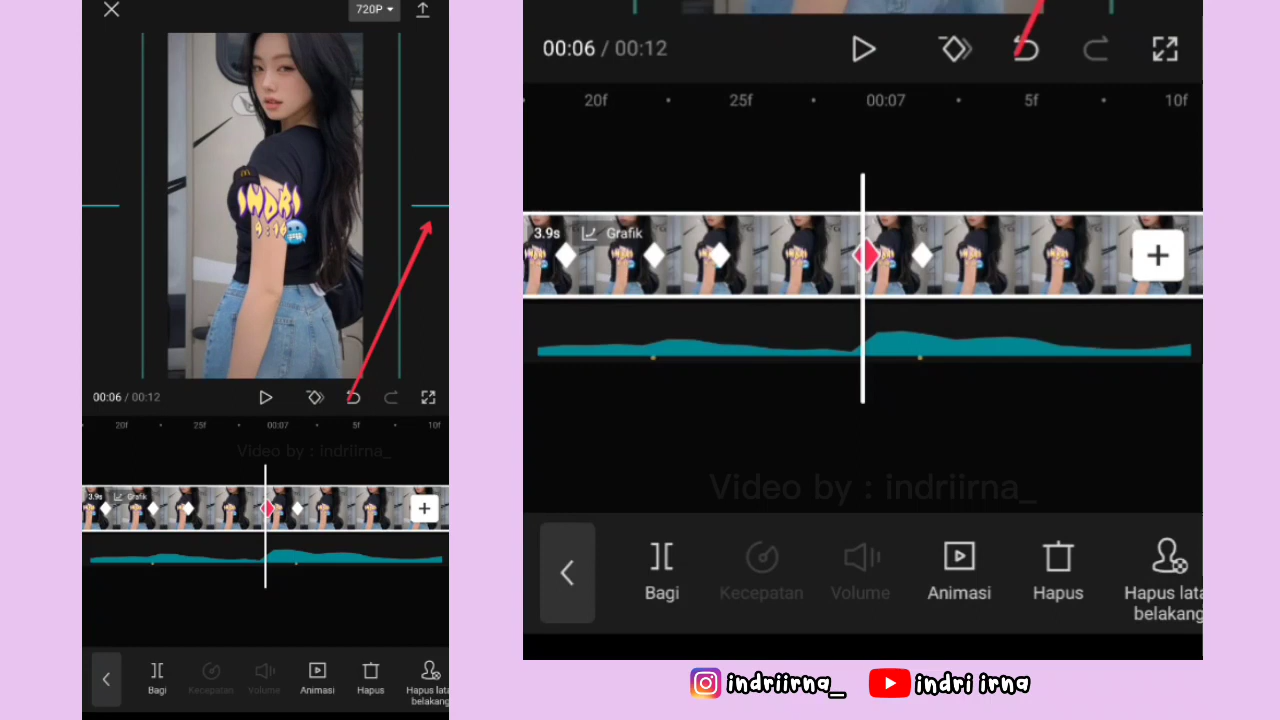 720P
INDRI
9:16
00:06 / 00:12
20f 25f 00:07 5f 10f
Video by : indriirna_
3.9s Grafik
Bagi Kecepatan Volume Animasi Hapus Hapus lata
belakang
00:06 / 00:12
20f 25f 00:07 5f 10f
3.9s Grafik
Video by : indriirna_
Bagi Kecepatan Volume Animasi Hapus Hapus lata
belakang
indriirna_ indri irna